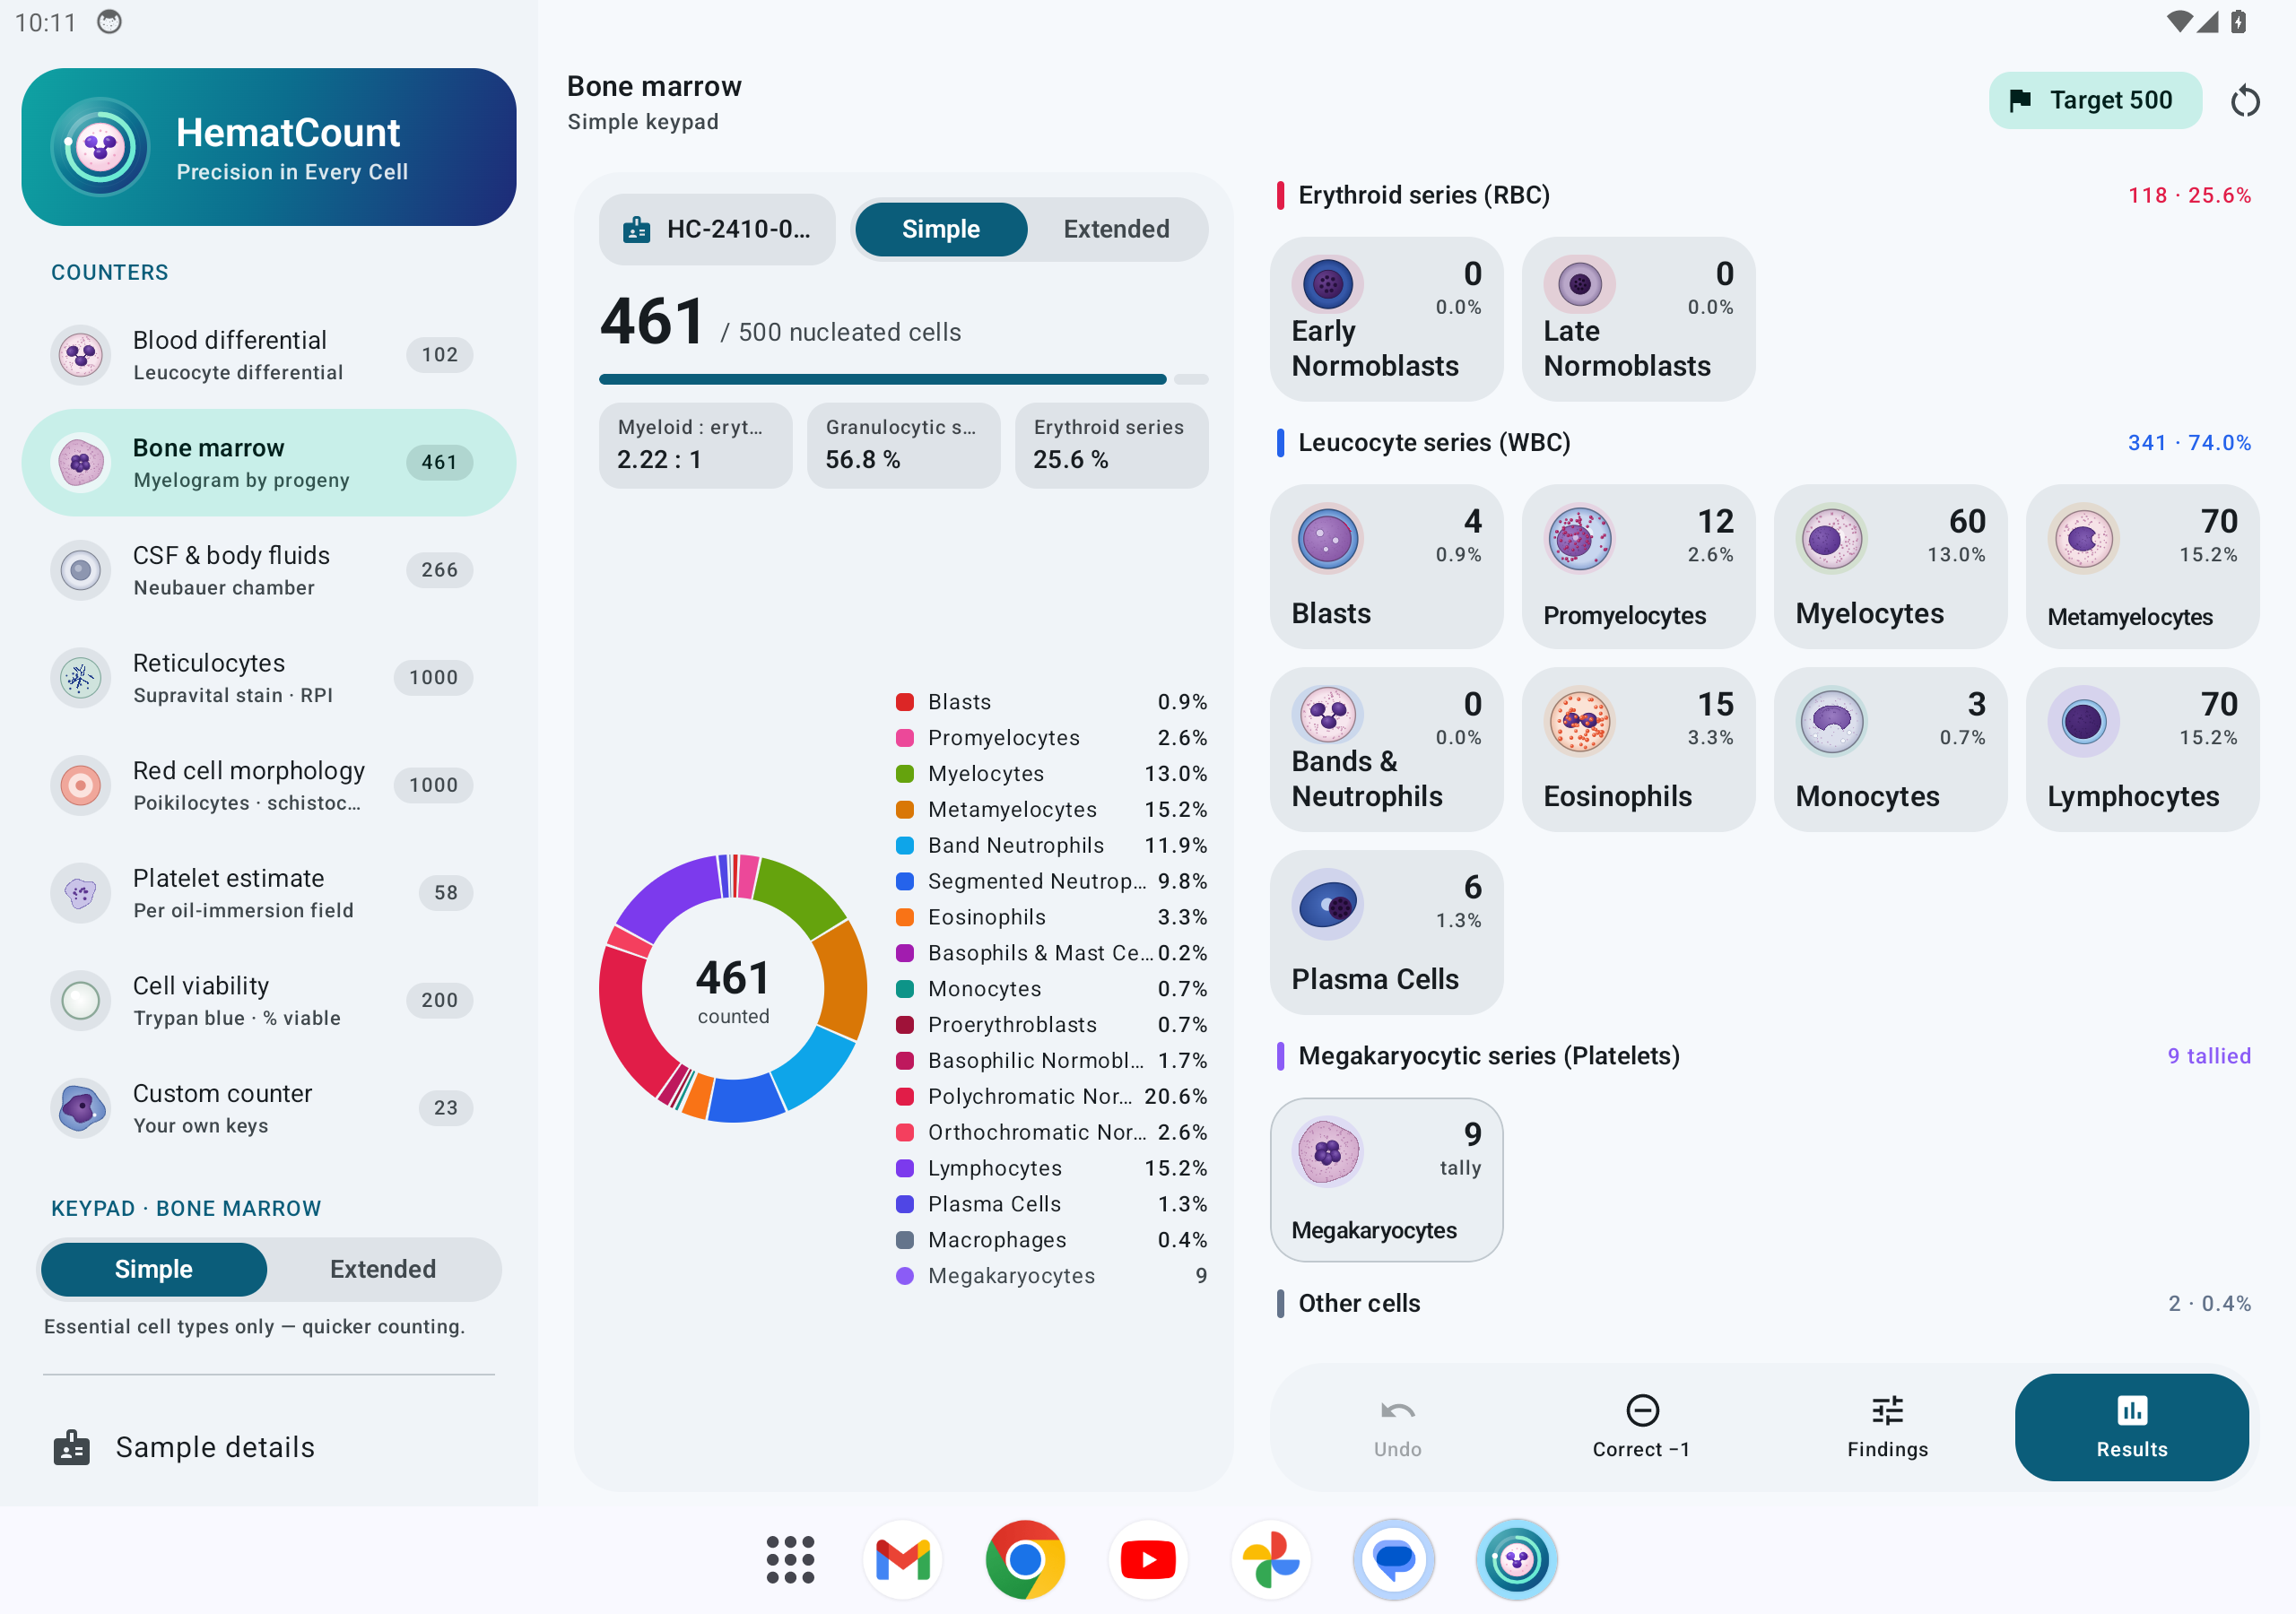 10:11
HematCount
Precision in Every Cell
COUNTERS
Blood differential
Leucocyte differential
102
Bone marrow
Myelogram by progeny
461
CSF & body fluids
Neubauer chamber
266
Reticulocytes
Supravital stain · RPI
1000
Red cell morphology
Poikilocytes · schistoc…
1000
Platelet estimate
Per oil-immersion field
58
Cell viability
Trypan blue · % viable
200
Custom counter
Your own keys
23
KEYPAD · BONE MARROW
Simple
Extended
Essential cell types only — quicker counting.
Sample details
Bone marrow
Simple keypad
Target 500
HC-2410-0…
Simple
Extended
461 / 500 nucleated cells
Myeloid : eryt…
2.22 : 1
Granulocytic s…
56.8 %
Erythroid series
25.6 %
461
counted
Blasts 0.9%
Promyelocytes 2.6%
Myelocytes 13.0%
Metamyelocytes 15.2%
Band Neutrophils 11.9%
Segmented Neutrop… 9.8%
Eosinophils 3.3%
Basophils & Mast Ce… 0.2%
Monocytes 0.7%
Proerythroblasts 0.7%
Basophilic Normobl… 1.7%
Polychromatic Nor… 20.6%
Orthochromatic Nor… 2.6%
Lymphocytes 15.2%
Plasma Cells 1.3%
Macrophages 0.4%
Megakaryocytes 9
Erythroid series (RBC)
118 · 25.6%
0
0.0%
Early
Normoblasts
0
0.0%
Late
Normoblasts
Leucocyte series (WBC)
341 · 74.0%
4
0.9%
Blasts
12
2.6%
Promyelocytes
60
13.0%
Myelocytes
70
15.2%
Metamyelocytes
0
0.0%
Bands &
Neutrophils
15
3.3%
Eosinophils
3
0.7%
Monocytes
70
15.2%
Lymphocytes
6
1.3%
Plasma Cells
Megakaryocytic series (Platelets)
9 tallied
9
tally
Megakaryocytes
Other cells
2 · 0.4%
Undo
Correct −1
Findings
Results